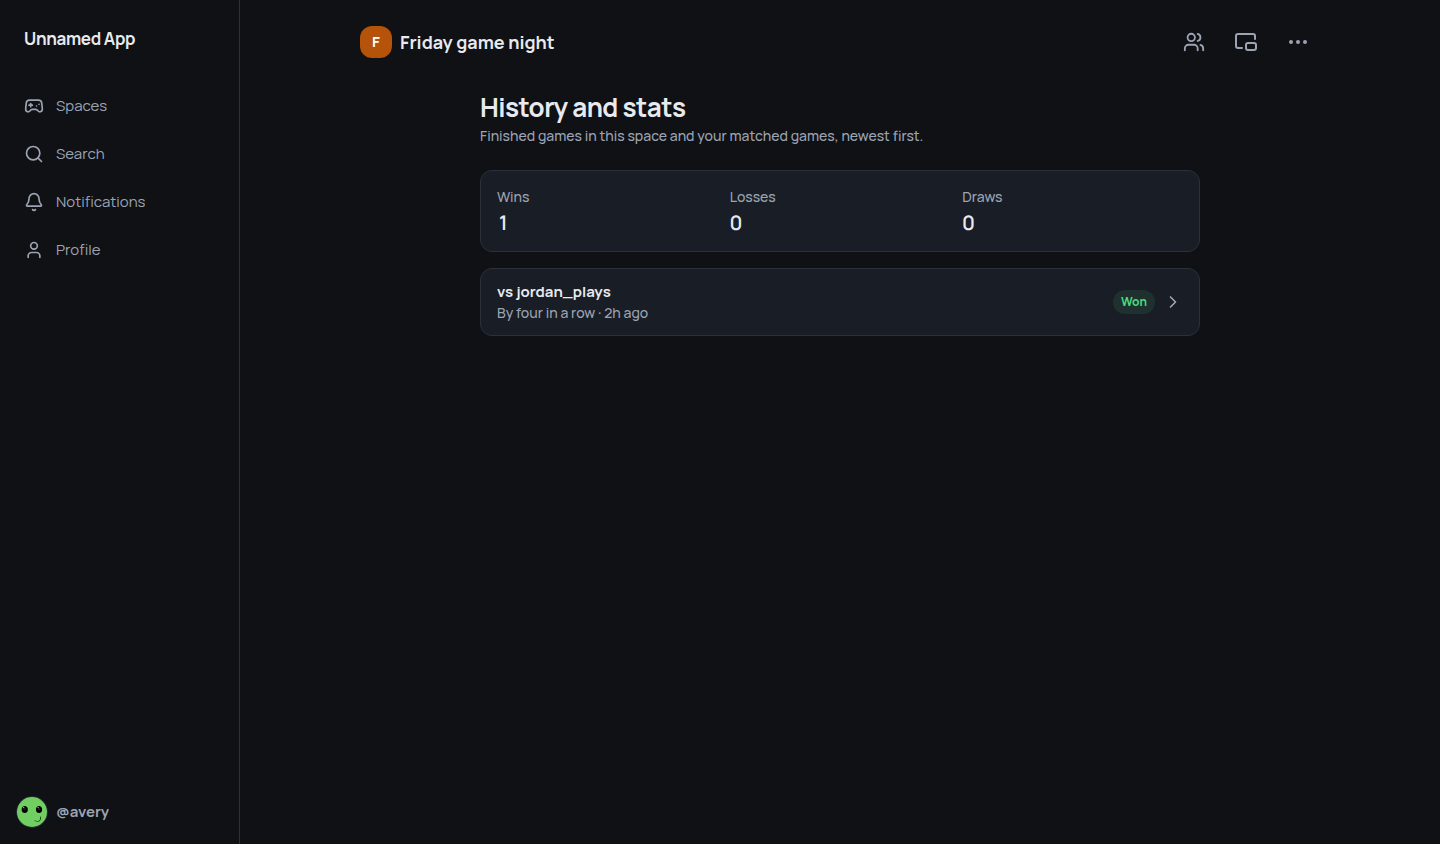 Unnamed App
Spaces
Search
Notifications
Profile
@avery
F
Friday game night
History and stats
Finished games in this space and your matched games, newest first.
Wins
1
Losses
0
Draws
0
vs jordan_plays
By four in a row · 2h ago
Won